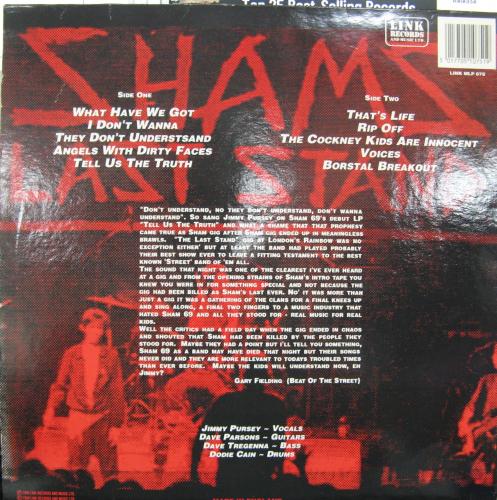 Top 25 Best-Selling Records
SHAMS
LAST STAND
LINK
RECORDS
AND MUSIC LTD.
LINK MLP 075
SIDE ONE
WHAT HAVE WE GOT
I DON'T WANNA
THEY DON'T UNDERSTSAND
ANGELS WITH DIRTY FACES
TELL US THE TRUTH
SIDE TWO
THAT'S LIFE
RIP OFF
THE COCKNEY KIDS ARE INNOCENT
VOICES
BORSTAL BREAKOUT
"DON'T UNDERSTAND, NO THEY DON'T UNDERSTAND, DON'T WANNA
UNDERSTAND". SO SANG JIMMY PURSEY ON SHAM 69'S DEBUT LP
"TELL US THE TRUTH" AND WHAT A SHAME THAT THAT PROPHESY
CAME TRUE AS SHAM GIG AFTER SHAM GIG ENDED UP IN MEANINGLESS
BRAWLS. "THE LAST STAND" GIG AT LONDON'S RAINBOW WAS NO
EXCEPTION EITHER' BUT AT LEAST THE BAND HAD PLAYED PROBABLY
THEIR BEST SHOW EVER TO LEAVE A FITTING TESTAMENT TO THE BEST
KNOWN 'STREET' BAND OF 'EM ALL.
THE SOUND THAT NIGHT WAS ONE OF THE CLEAREST I'VE EVER HEARD
AT A GIG AND FROM THE OPENING STRAINS OF SHAM'S INTRO TAPE YOU
KNEW YOU WERE IN FOR SOMETHING SPECIAL AND NOT BECAUSE THE
GIG HAD BEEN BILLED AS SHAM'S LAST EVER. NO' IT WAS MORE THAN
JUST A GIG IT WAS A GATHERING OF THE CLANS FOR A FINAL KNEES UP
AND SING ALONG, A FINAL TWO FINGERS TO A MUSIC INDUSTRY THAT
HATED SHAM 69 AND ALL THEY STOOD FOR - REAL MUSIC FOR REAL
KIDS.
WELL THE CRITICS HAD A FIELD DAY WHEN THE GIG ENDED IN CHAOS
AND SHOUTED THAT SHAM HAD BEEN KILLED BY THE PEOPLE THEY
STOOD FOR. MAYBE THEY HAD A POINT BUT I'LL TELL YOU SOMETHING,
SHAM 69 AS A BAND MAY HAVE DIED THAT NIGHT BUT THEIR SONGS
NEVER DID AND THEY ARE MORE RELEVANT TO TODAYS TROUBLED TIMES
THAN EVER BEFORE. MAYBE THE KIDS WILL UNDERSTAND NOW, EH
JIMMY?
GARY FIELDING (BEAT OF THE STREET)
JIMMY PURSEY ~ VOCALS
DAVE PARSONS ~ GUITARS
DAVE TREGENNA ~ BASS
DODIE CAIN ~ DRUMS